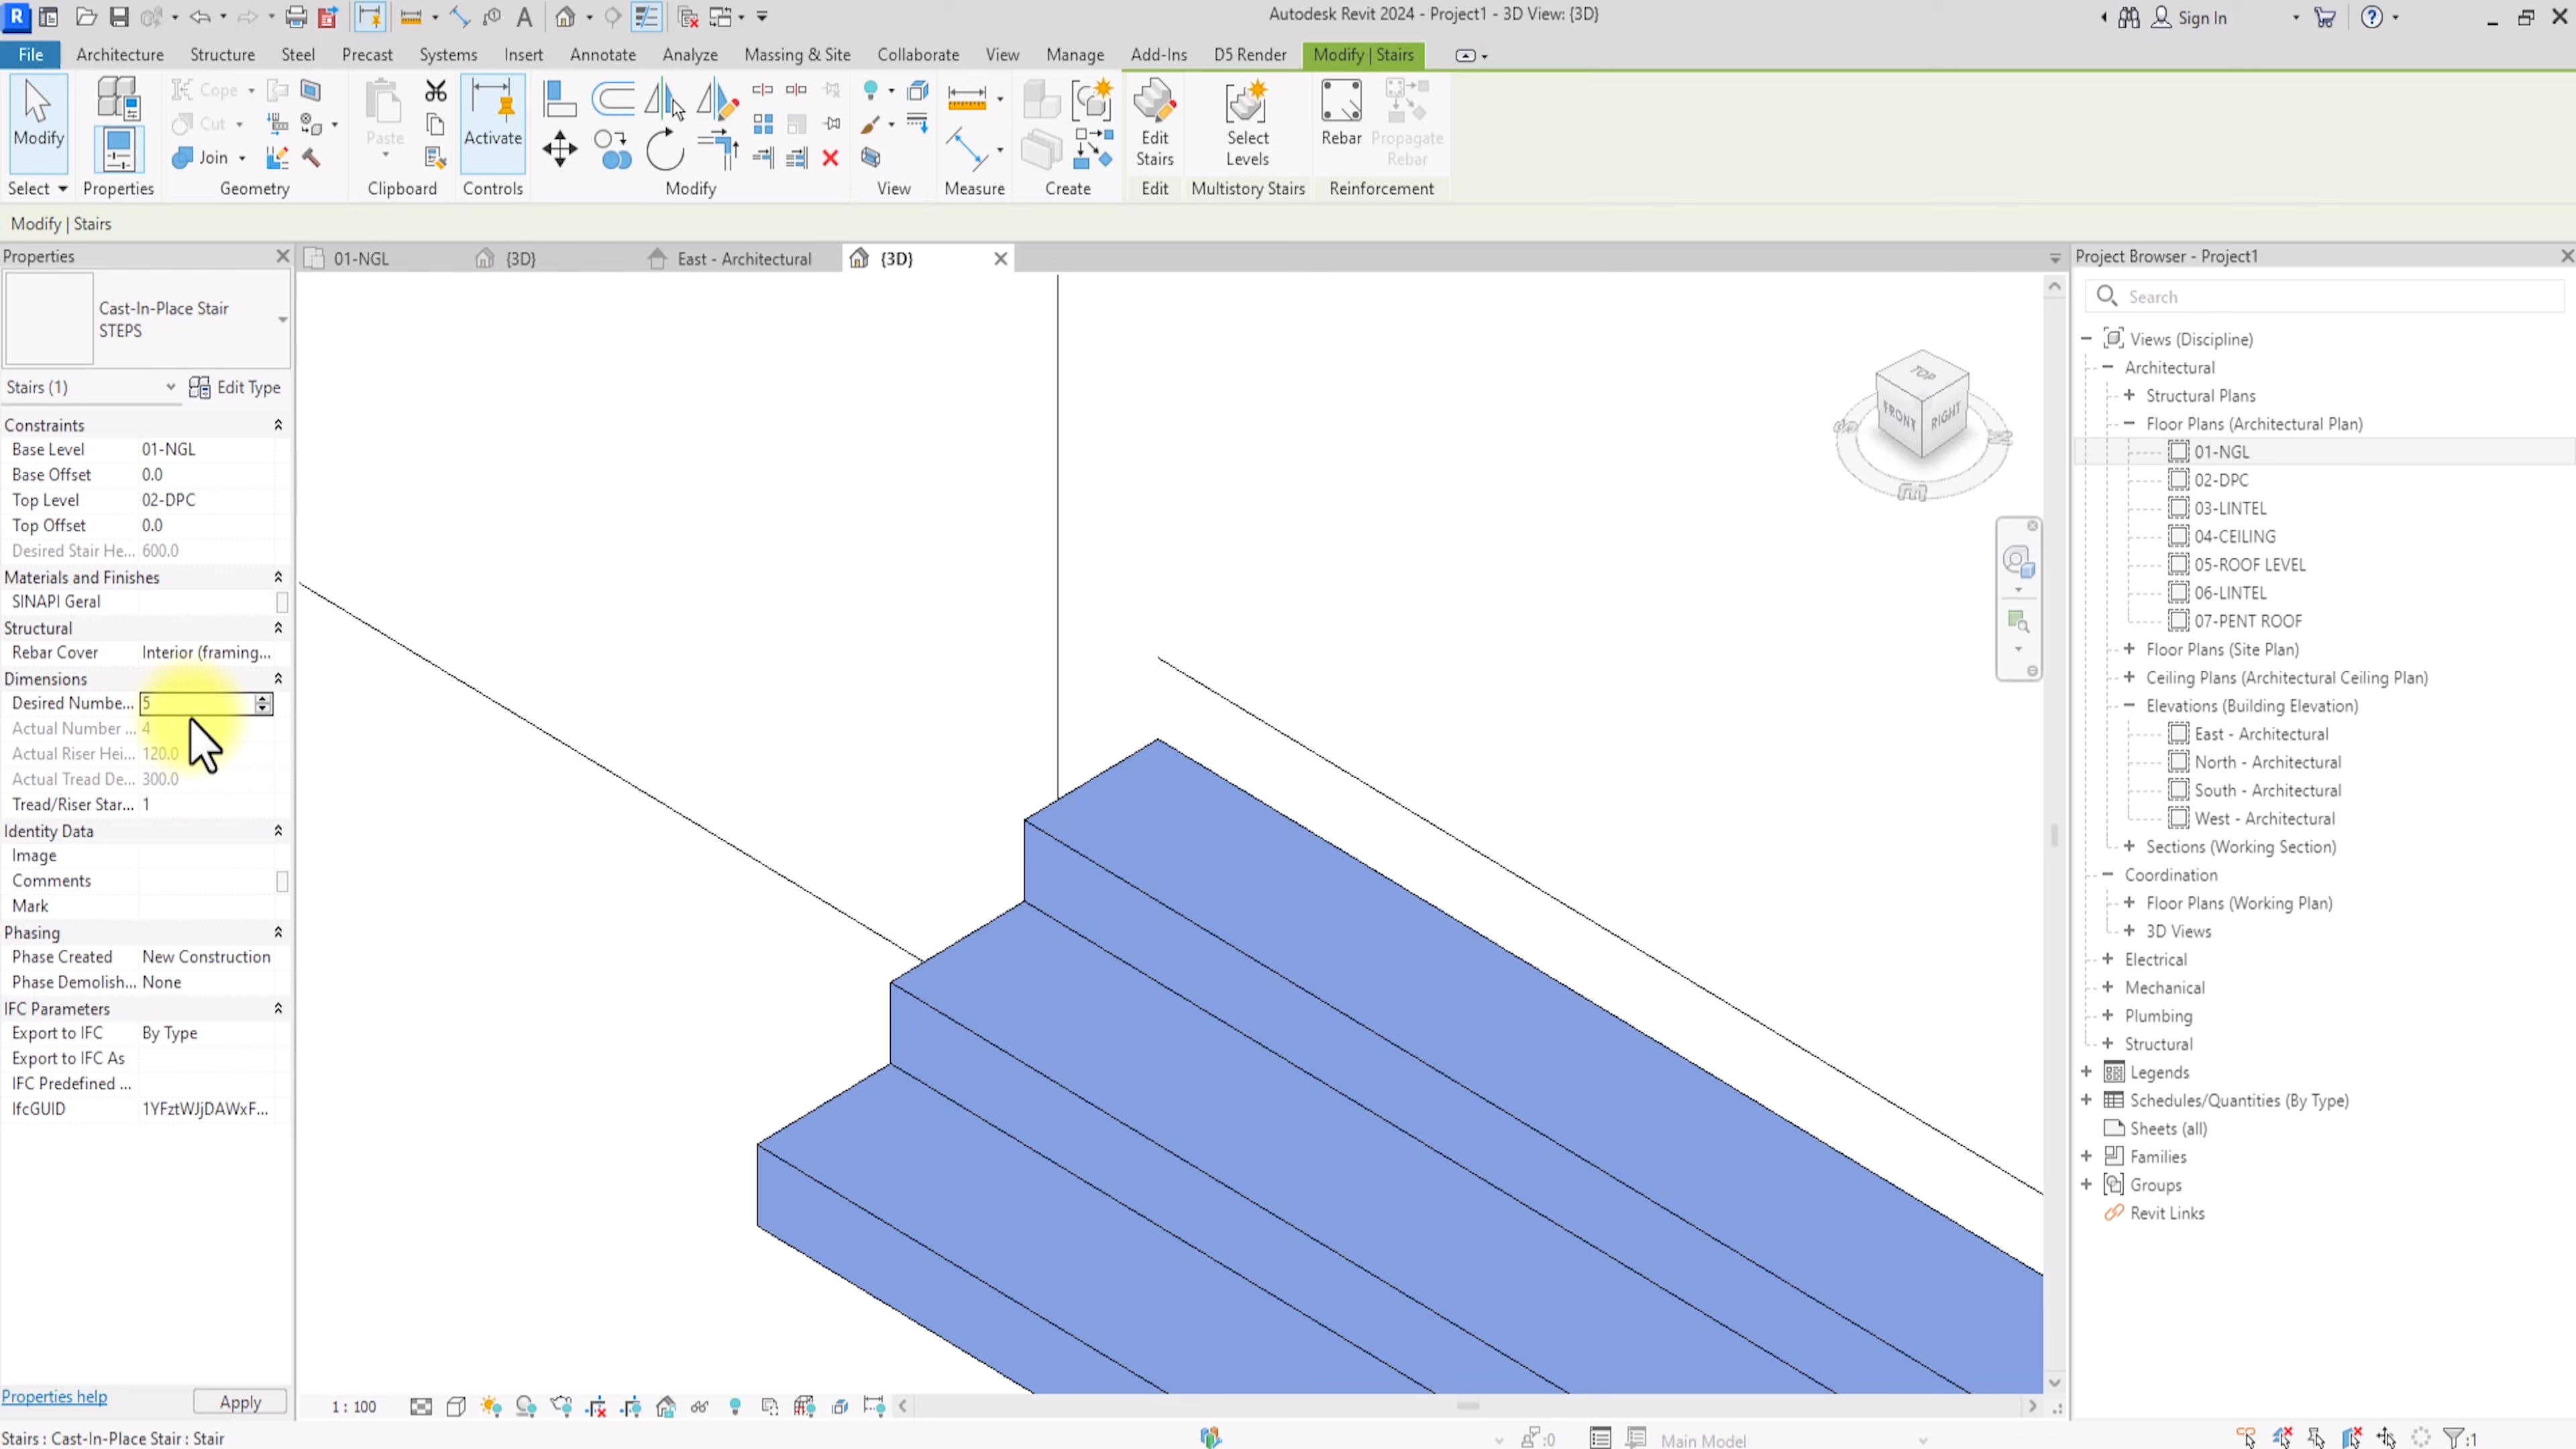 Autodesk Revit 2024 - Project1 - 3D View: {3D}
Sign In
File Architecture Structure Steel Precast Systems Insert Annotate Analyze Massing & Site Collaborate View Manage Add-Ins D5 Render Modify | Stairs
Cope
Cut
Join
Modify
Paste
Activate
Edit Stairs
Select Levels
Rebar
Propagate Rebar
Select Properties Geometry Clipboard Controls Modify View Measure Create Edit Multistory Stairs Reinforcement
Modify | Stairs
Properties
01-NGL {3D} East - Architectural {3D}
Cast-In-Place Stair
STEPS
Stairs (1) Edit Type
Constraints
Base Level 01-NGL
Base Offset 0.0
Top Level 02-DPC
Top Offset 0.0
Desired Stair He... 600.0
Materials and Finishes
SINAPI Geral
Structural
Rebar Cover Interior (framing...
Dimensions
Desired Numbe... 5
Actual Number ... 4
Actual Riser Hei... 120.0
Actual Tread De... 300.0
Tread/Riser Star... 1
Identity Data
Image
Comments
Mark
Phasing
Phase Created New Construction
Phase Demolish... None
IFC Parameters
Export to IFC By Type
Export to IFC As
IFC Predefined ...
IfcGUID 1YFztWJjDAWxF...
Properties help Apply
TOP
FRONT RIGHT
Project Browser - Project1
Search
Views (Discipline)
Architectural
Structural Plans
Floor Plans (Architectural Plan)
01-NGL
02-DPC
03-LINTEL
04-CEILING
05-ROOF LEVEL
06-LINTEL
07-PENT ROOF
Floor Plans (Site Plan)
Ceiling Plans (Architectural Ceiling Plan)
Elevations (Building Elevation)
East - Architectural
North - Architectural
South - Architectural
West - Architectural
Sections (Working Section)
Coordination
Floor Plans (Working Plan)
3D Views
Electrical
Mechanical
Plumbing
Structural
Legends
Schedules/Quantities (By Type)
Sheets (all)
Families
Groups
Revit Links
1 : 100
Stairs : Cast-In-Place Stair : Stair
:0
Main Model
:1